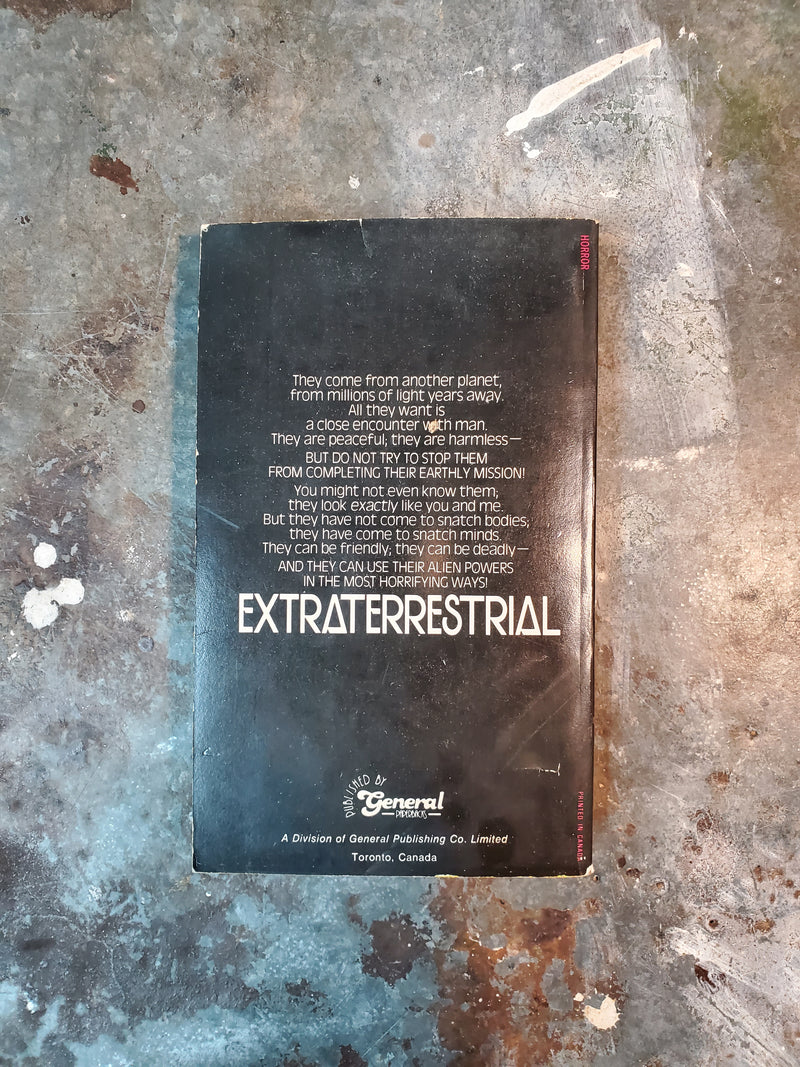 HORROR
They come from another planet,
from millions of light years away.
All they want is
a close encounter with man.
They are peaceful; they are harmless—
BUT DO NOT TRY TO STOP THEM
FROM COMPLETING THEIR EARTHLY MISSION!
You might not even know them;
they look exactly like you and me.
But they have not come to snatch bodies;
they have come to snatch minds.
They can be friendly; they can be deadly—
AND THEY CAN USE THEIR ALIEN POWERS
IN THE MOST HORRIFYING WAYS!
EXTRATERRESTRIAL
PUBLISHED BY
General
PAPERBACKS
A Division of General Publishing Co. Limited
Toronto, Canada
PRINTED IN CANADA